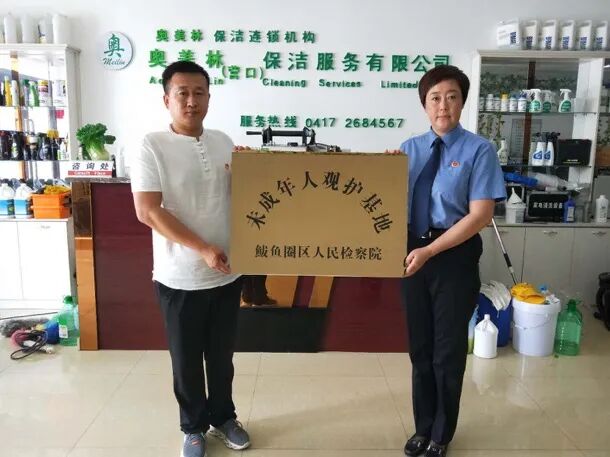 奥美林 保洁连锁机构
奥
Meilin
奥美林(营口)保洁服务有限公司
Cleaning Services Limited
服务热线 0417 2684567
咨询处
未成年人观护基地
鲅鱼圈区人民检察院